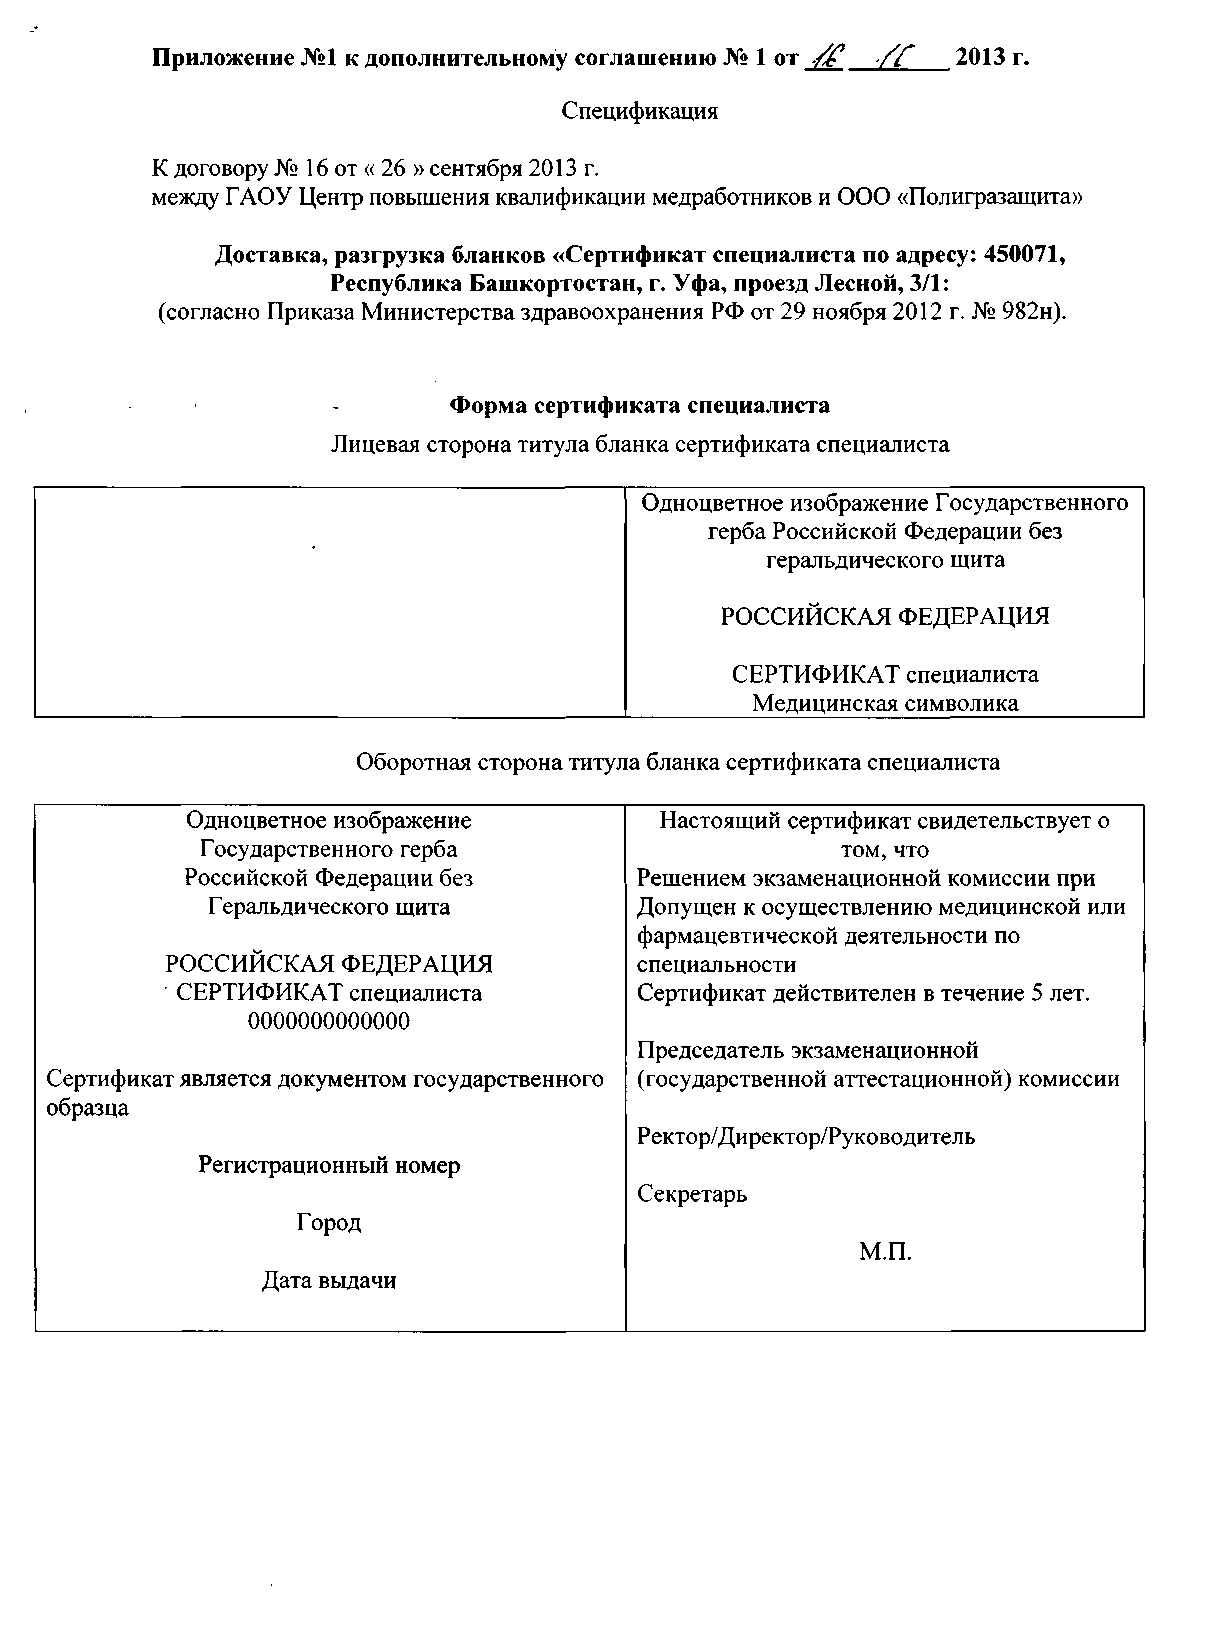 Приложение №1 к дополнительному соглашению № 1 от 2013 г.
Спецификация
К договору № 16 от « 26 » сентября 2013 г.
между ГАОУ Центр повышения квалификации медработников и ООО «Полигразащита»
Доставка, разгрузка бланков «Сертификат специалиста по адресу: 450071,
Республика Башкортостан, г. Уфа, проезд Лесной, 3/1:
(согласно Приказа Министерства здравоохранения РФ от 29 ноября 2012 г. № 982н).
Форма сертификата специалиста
Лицевая сторона титула бланка сертификата специалиста
Одноцветное изображение Государственного
герба Российской Федерации без
геральдического щита
РОССИЙСКАЯ ФЕДЕРАЦИЯ
СЕРТИФИКАТ специалиста
Медицинская символика
Оборотная сторона титула бланка сертификата специалиста
Одноцветное изображение
Государственного герба
Российской Федерации без
Геральдического щита
РОССИЙСКАЯ ФЕДЕРАЦИЯ
СЕРТИФИКАТ специалиста
0000000000000
Сертификат является документом государственного
образца
Регистрационный номер
Город
Дата выдачи
Настоящий сертификат свидетельствует о
том, что
Решением экзаменационной комиссии при
Допущен к осуществлению медицинской или
фармацевтической деятельности по
специальности
Сертификат действителен в течение 5 лет.
Председатель экзаменационной
(государственной аттестационной) комиссии
Ректор/Директор/Руководитель
Секретарь
М.П.